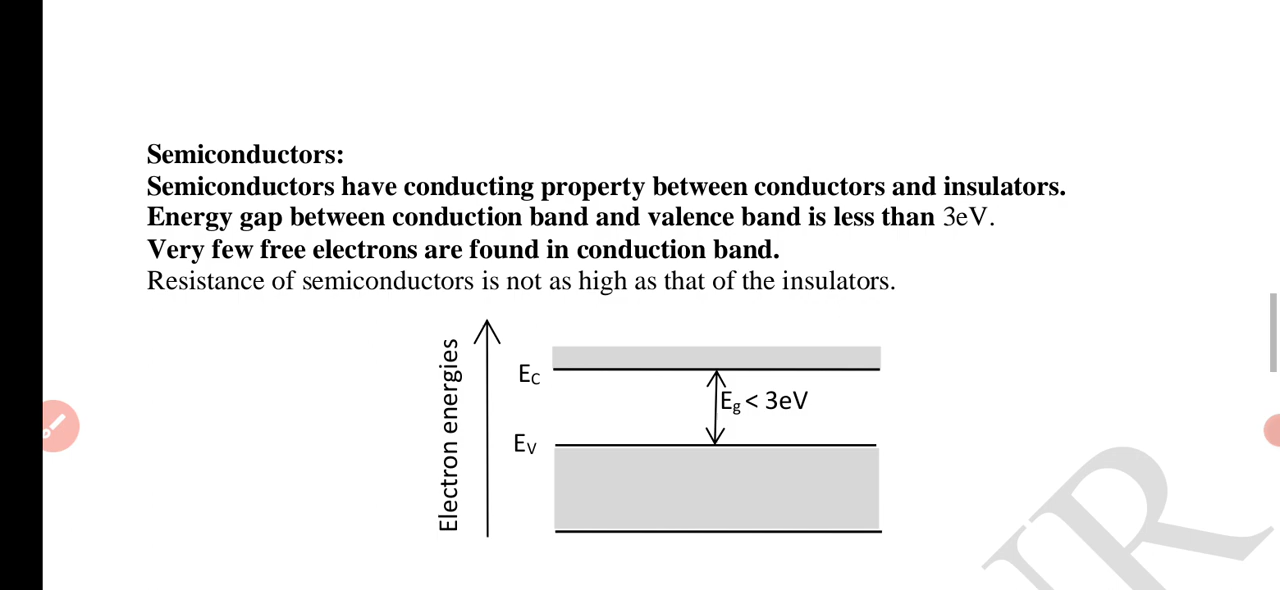 Semiconductors:
Semiconductors have conducting property between conductors and insulators.
Energy gap between conduction band and valence band is less than 3eV.
Very few free electrons are found in conduction band.
Resistance of semiconductors is not as high as that of the insulators.
Electron energies
EC
Eg < 3eV
EV